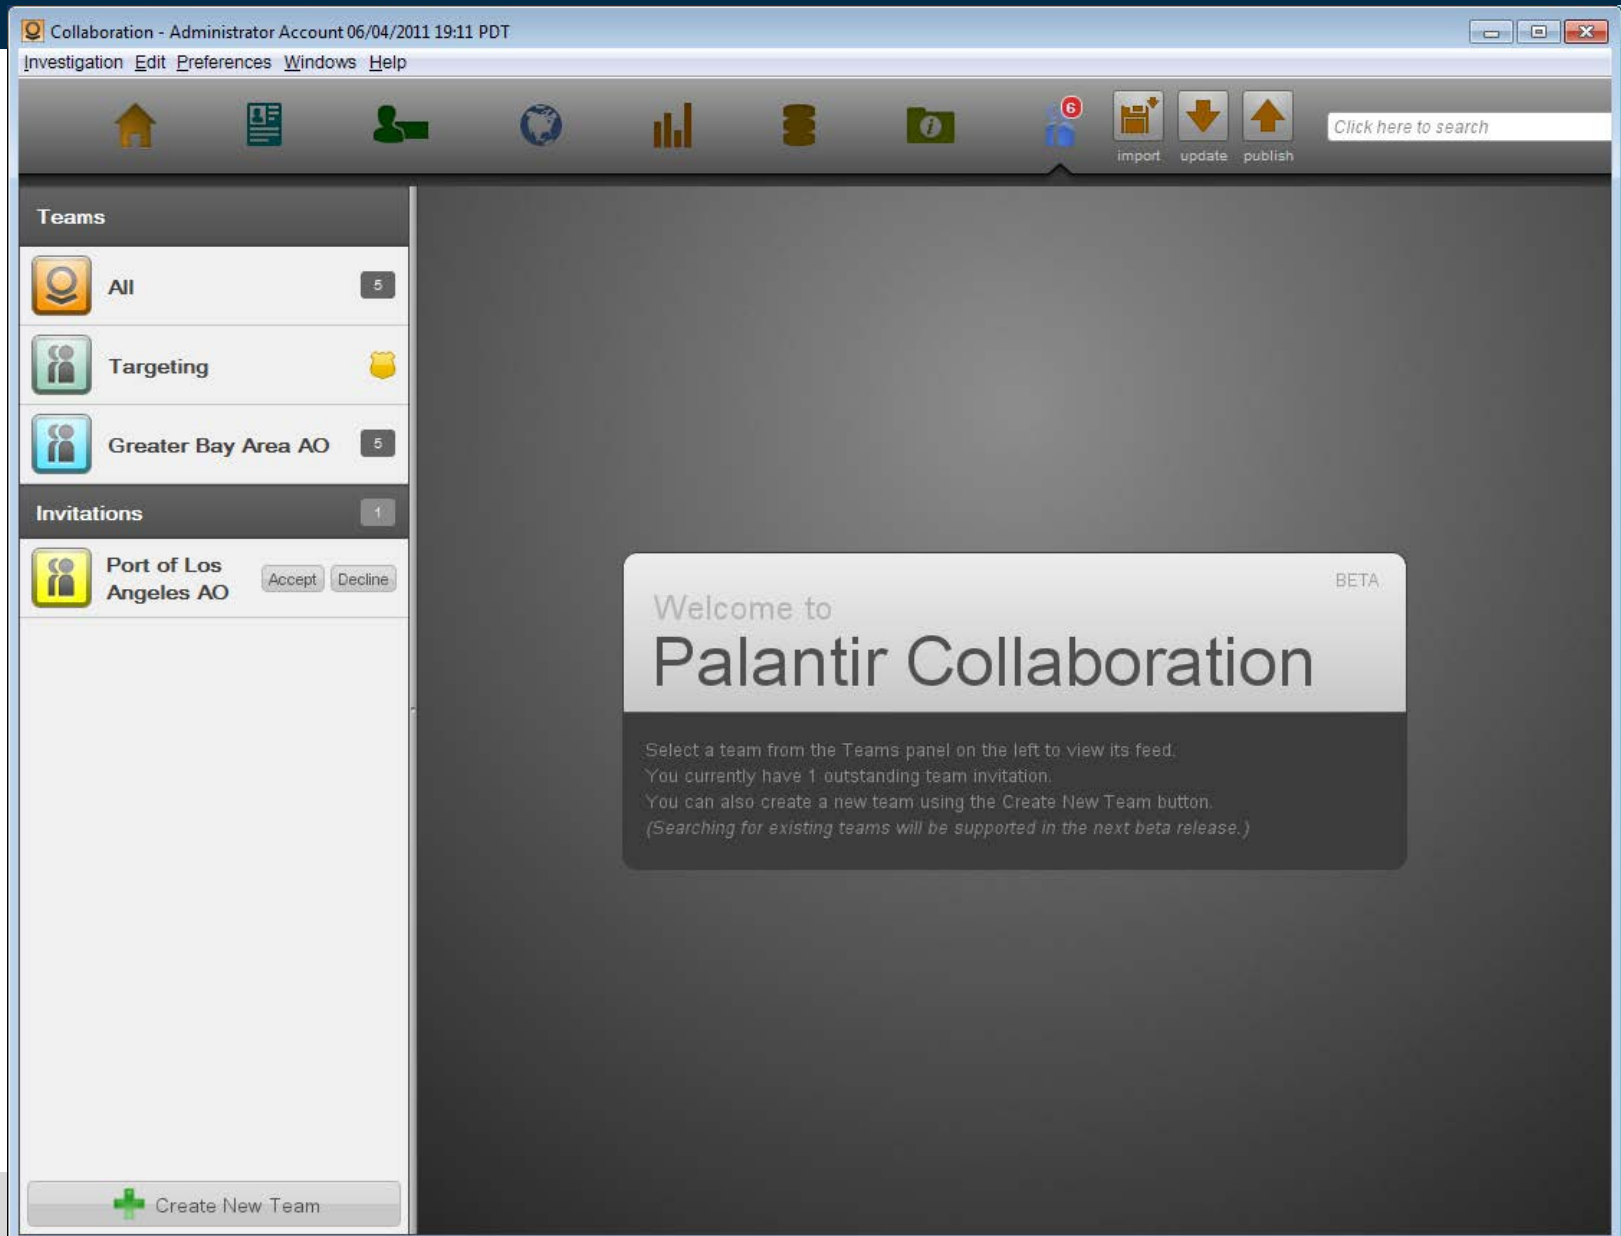 Collaboration - Administrator Account 06/04/2011 19:11 PDT
Investigation Edit Preferences Windows Help
6
import update publish
Click here to search
Teams
All 5
Targeting
Greater Bay Area AO 5
Invitations 1
Port of Los
Angeles AO
Accept Decline
BETA
Welcome to
Palantir Collaboration
Select a team from the Teams panel on the left to view its feed.
You currently have 1 outstanding team invitation.
You can also create a new team using the Create New Team button.
(Searching for existing teams will be supported in the next beta release.)
Create New Team